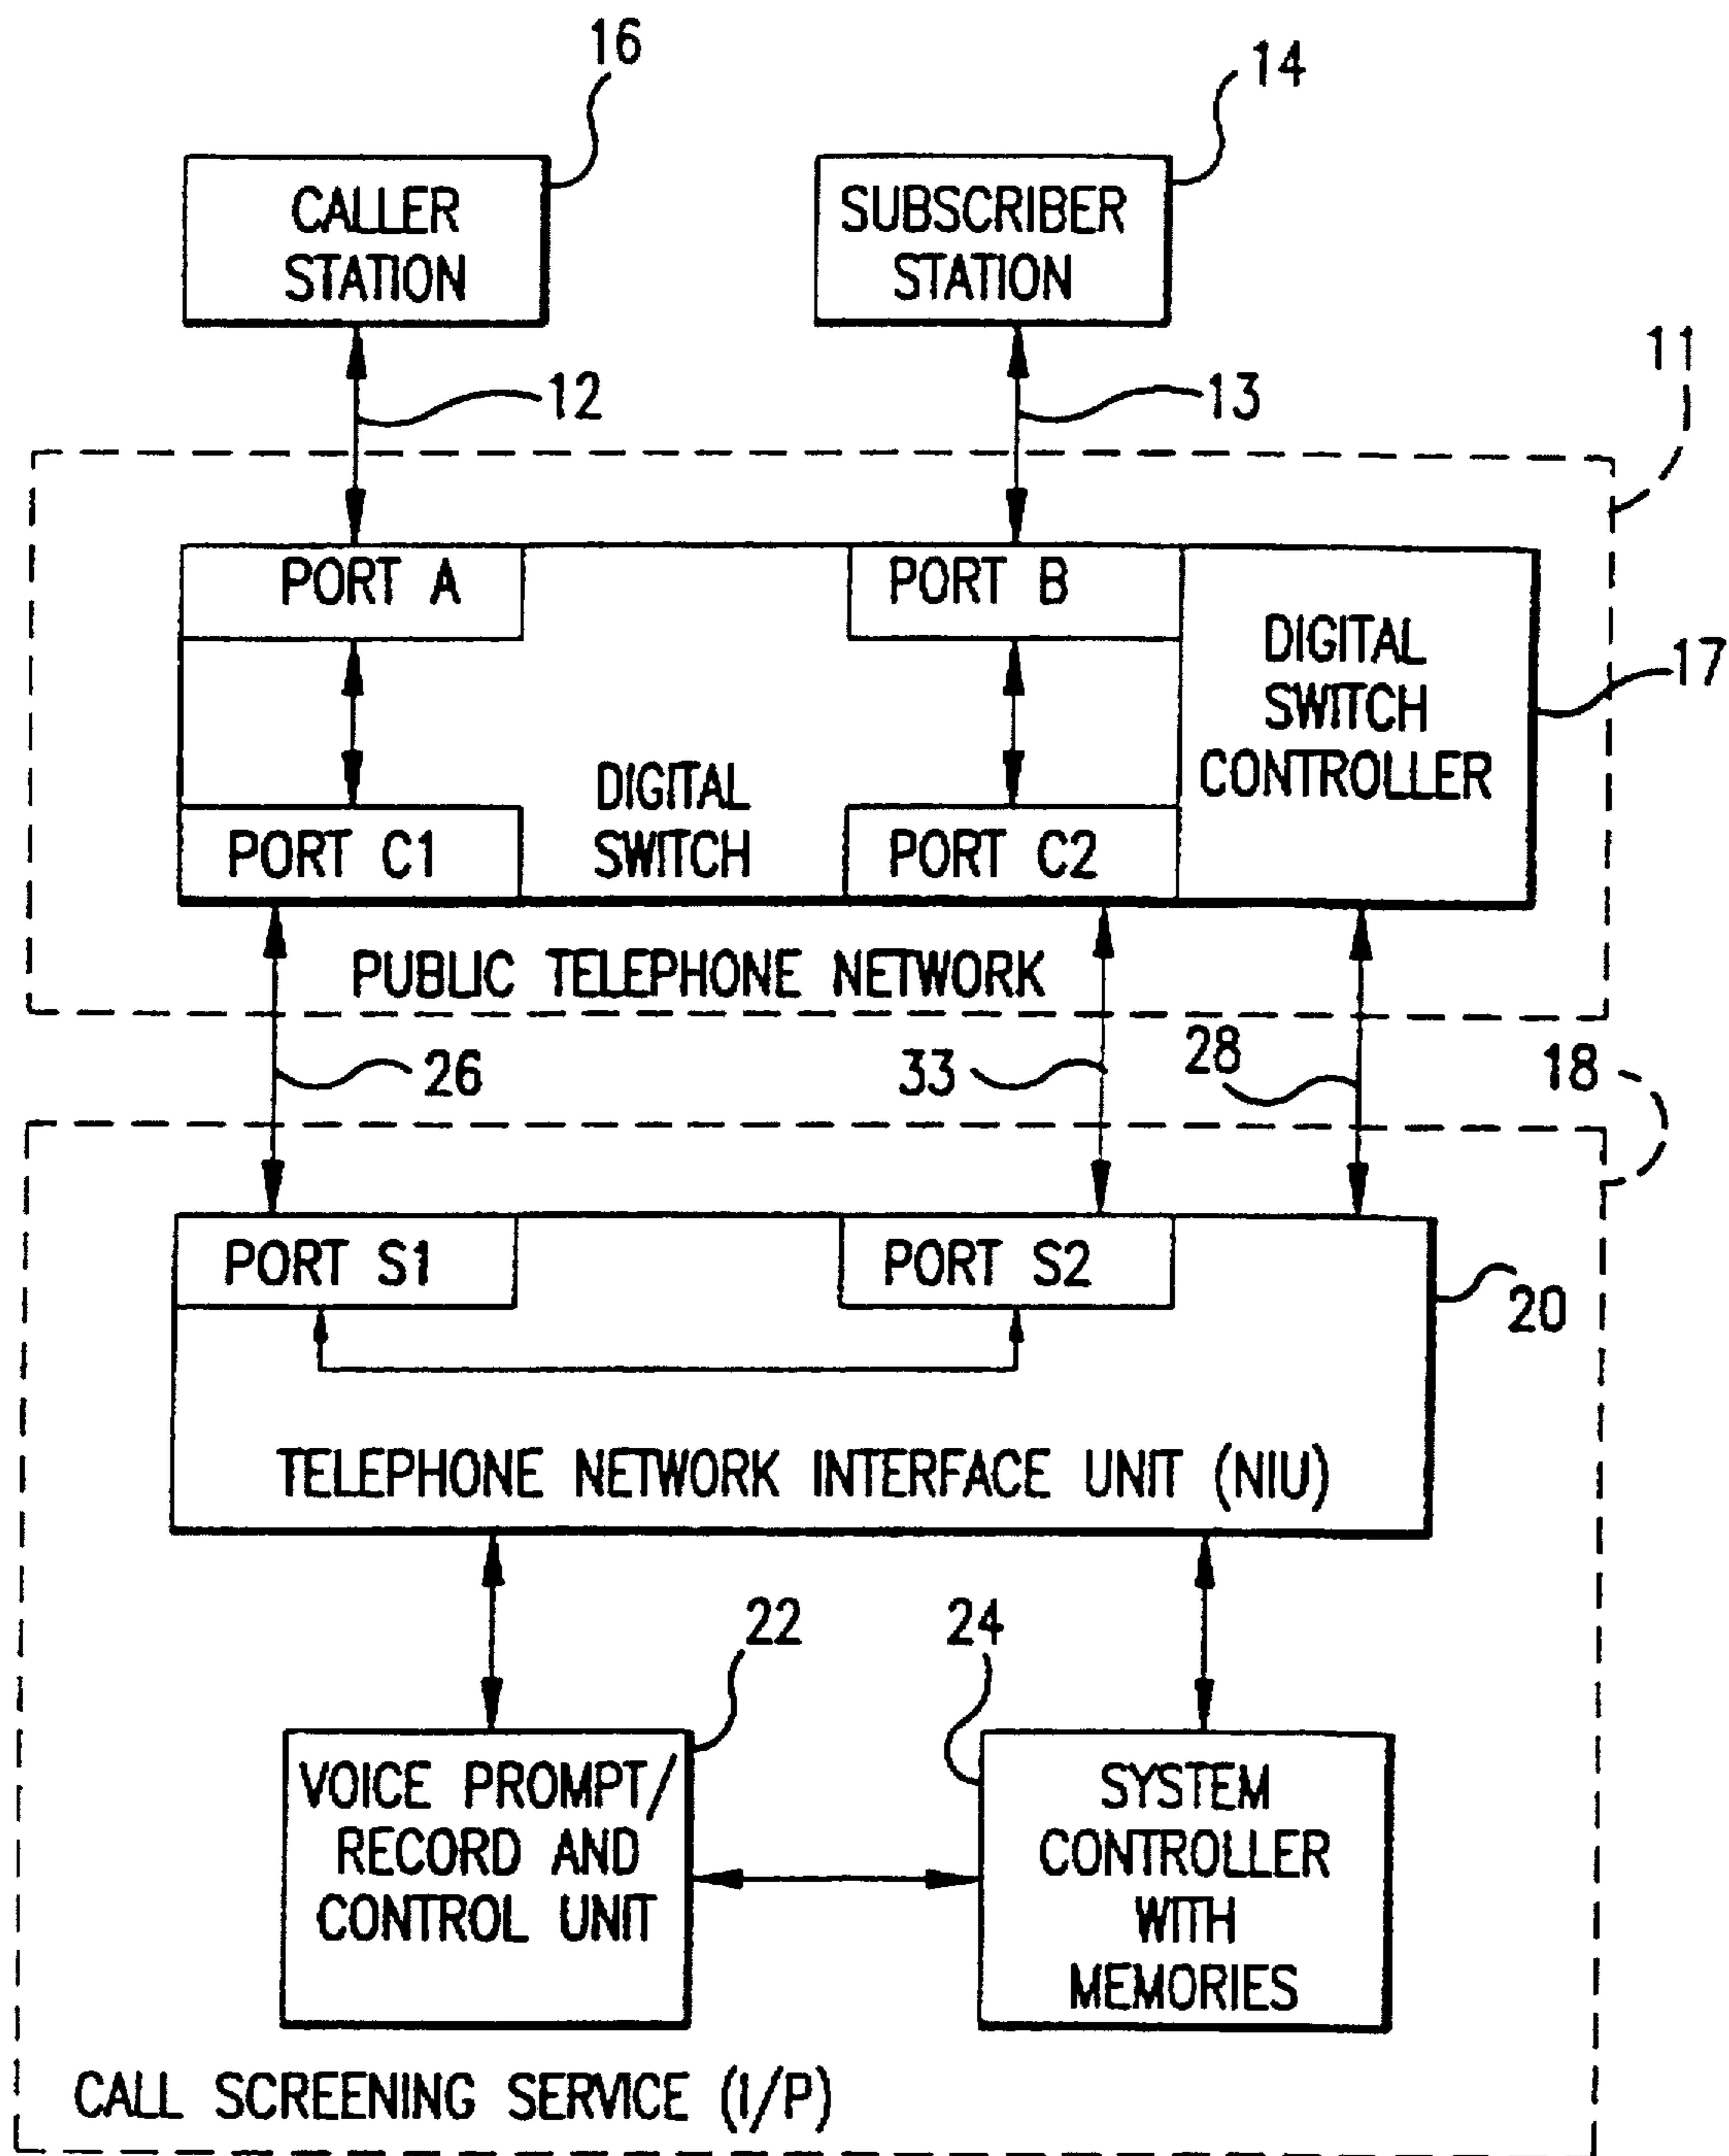 16
14
CALLER
STATION
SUBSCRIBER
STATION
11
12
13
PORT A
PORT B
DIGITAL
SWITCH
CONTROLLER
17
DIGITAL
SWITCH
PORT C1
PORT C2
PUBLIC TELEPHONE NETWORK
26
33
28
18
PORT S1
PORT S2
20
TELEPHONE NETWORK INTERFACE UNIT (NIU)
22
24
VOICE PROMPT/
RECORD AND
CONTROL UNIT
SYSTEM
CONTROLLER
WITH
MEMORIES
CALL SCREENING SERVICE (I/P)